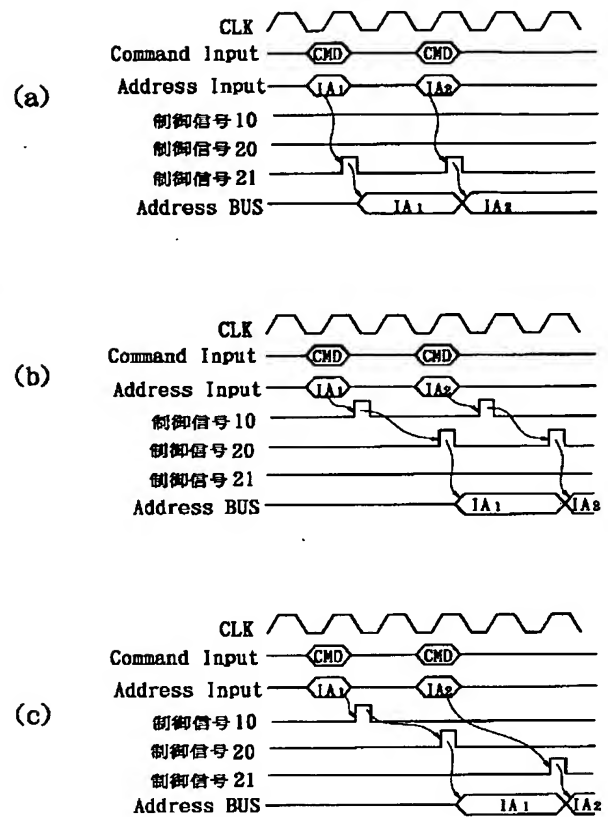 (a)
CLK
Command Input CMD CMD
Address Input IA1 IA2
制御信号10
制御信号20
制御信号21
Address BUS IA1 IA2
(b)
CLK
Command Input CMD CMD
Address Input IA1 IA2
制御信号10
制御信号20
制御信号21
Address BUS IA1 IA2
(c)
CLK
Command Input CMD CMD
Address Input IA1 IA2
制御信号10
制御信号20
制御信号21
Address BUS IA1 IA2